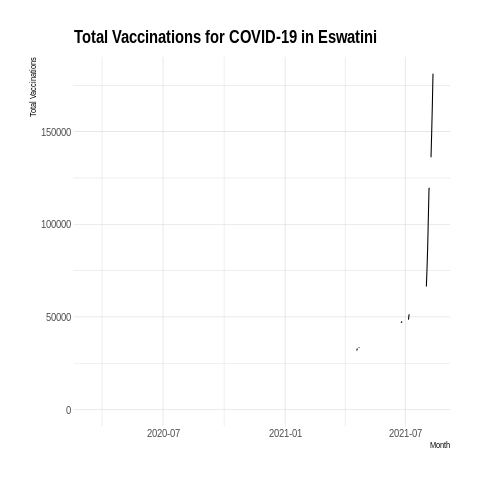 Total Vaccinations for COVID-19 in Eswatini
Total Vaccinations
150000
100000
50000
0
2020-07 2021-01 2021-07
Month